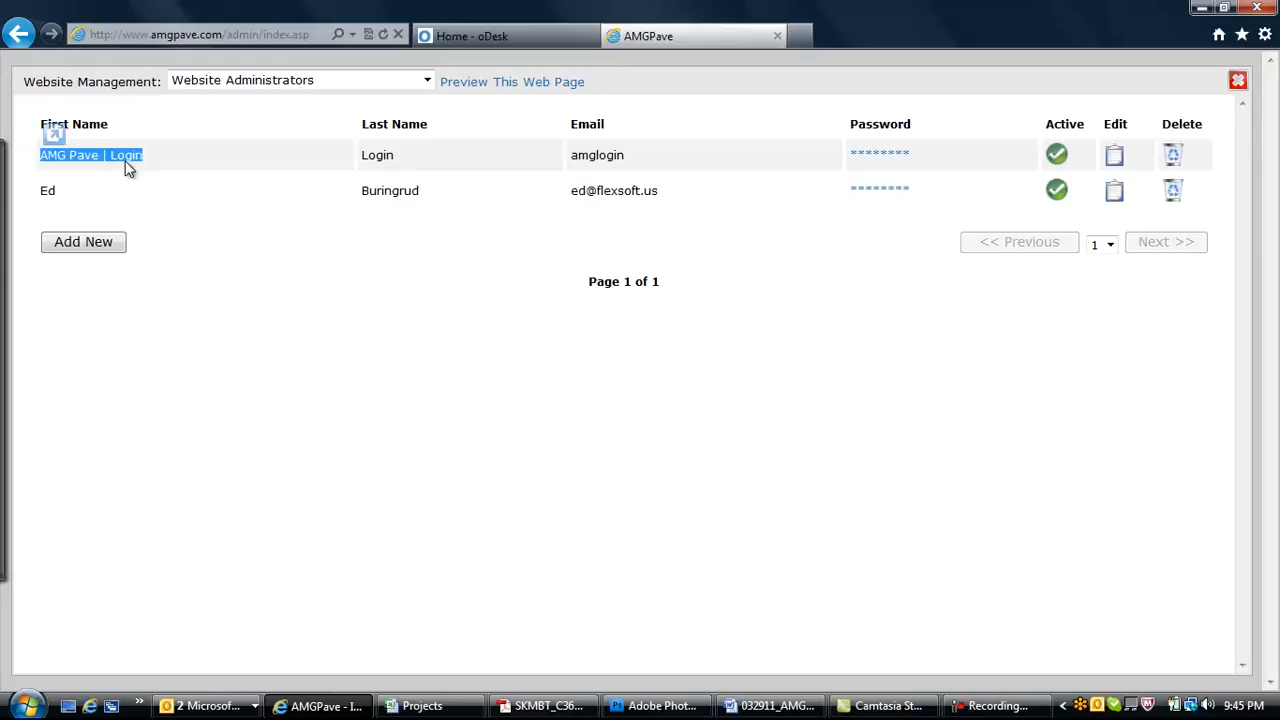 http://www.amgpave.com/admin/index.asp
Home - oDesk
AMGPave
Website Management: Website Administrators Preview This Web Page
First Name Last Name Email Password Active Edit Delete
AMG Pave | Login Login amglogin ********
Ed Buringrud ed@flexsoft.us ********
Add New << Previous 1 Next >>
Page 1 of 1
2 Microsof... AMGPave - I... Projects SKMBT_C36... Adobe Phot... 032911_AMG... Camtasia St... Recording... 9:45 PM